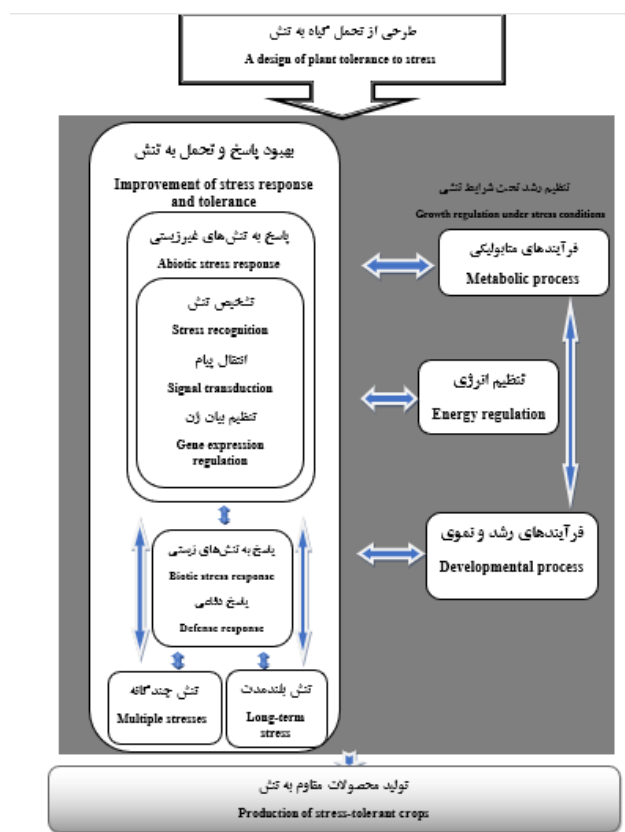 طرحی از تحمل گیاه به تنش
A design of plant tolerance to stress
بهبود پاسخ و تحمل به تنش
Improvement of stress response
and tolerance
پاسخ به تنش‌های غیرزیستی
Abiotic stress response
تشخیص تنش
Stress recognition
انتقال پیام
Signal transduction
تنظیم بیان ژن
Gene expression
regulation
پاسخ به تنش‌های زیستی
Biotic stress response
پاسخ دفاعی
Defense response
تنش چندگانه
Multiple stresses
تنش بلندمدت
Long-term
stress
تنظیم رشد تحت شرایط تنشی
Growth regulation under stress conditions
فرآیندهای متابولیکی
Metabolic process
تنظیم انرژی
Energy regulation
فرآیندهای رشد و نموی
Developmental process
تولید محصولات مقاوم به تنش
Production of stress-tolerant crops